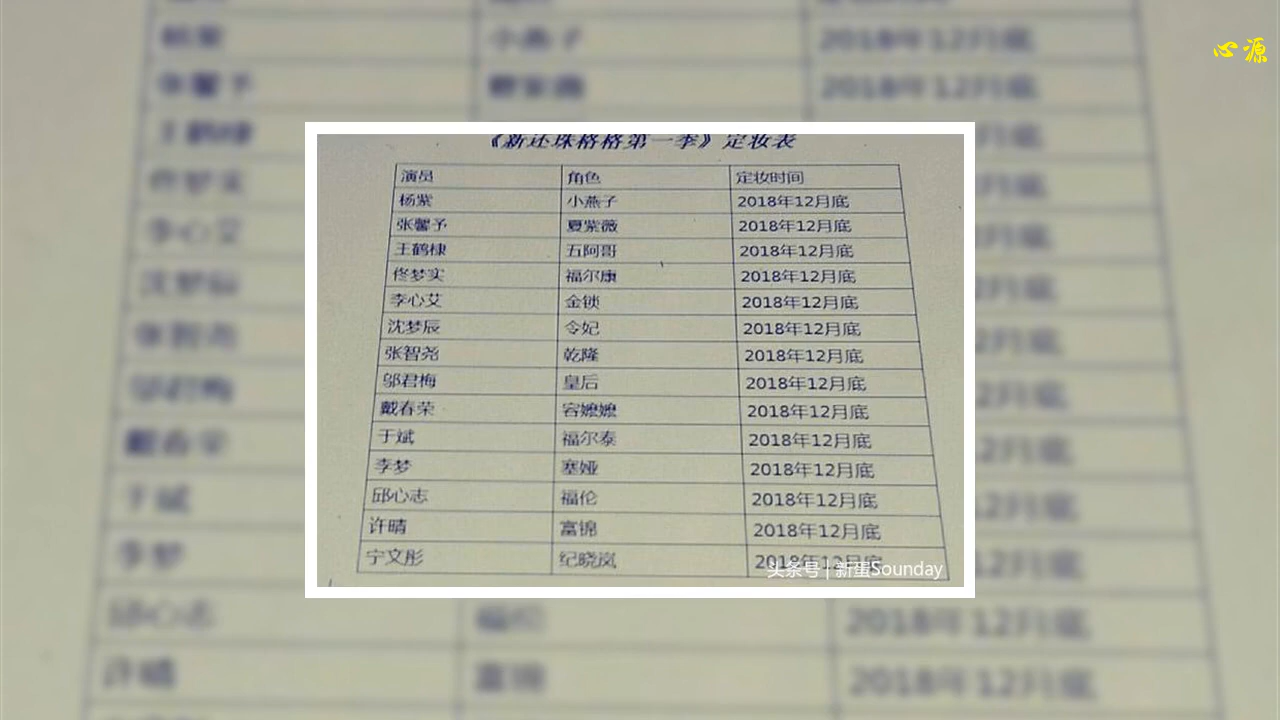 心源
《新还珠格格第一季》定妆表
演员 角色 定妆时间
杨紫 小燕子 2018年12月底
张馨予 夏紫薇 2018年12月底
王鹤棣 五阿哥 2018年12月底
佟梦实 福尔康 2018年12月底
李心艾 金锁 2018年12月底
沈梦辰 令妃 2018年12月底
张智尧 乾隆 2018年12月底
邬君梅 皇后 2018年12月底
戴春荣 容嬷嬷 2018年12月底
于斌 福尔泰 2018年12月底
李梦 塞娅 2018年12月底
邱心志 福伦 2018年12月底
许晴 富锦 2018年12月底
宁文彤 纪晓岚 2018年12月底
头条号 | 新蛋Sounday